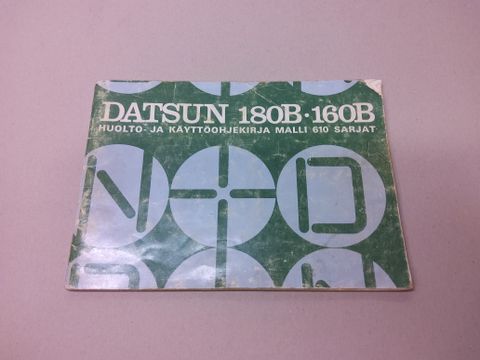 DATSUN 180B·160B
HUOLTO- JA KÄYTTÖOHJEKIRJA MALLI 610 SARJAT